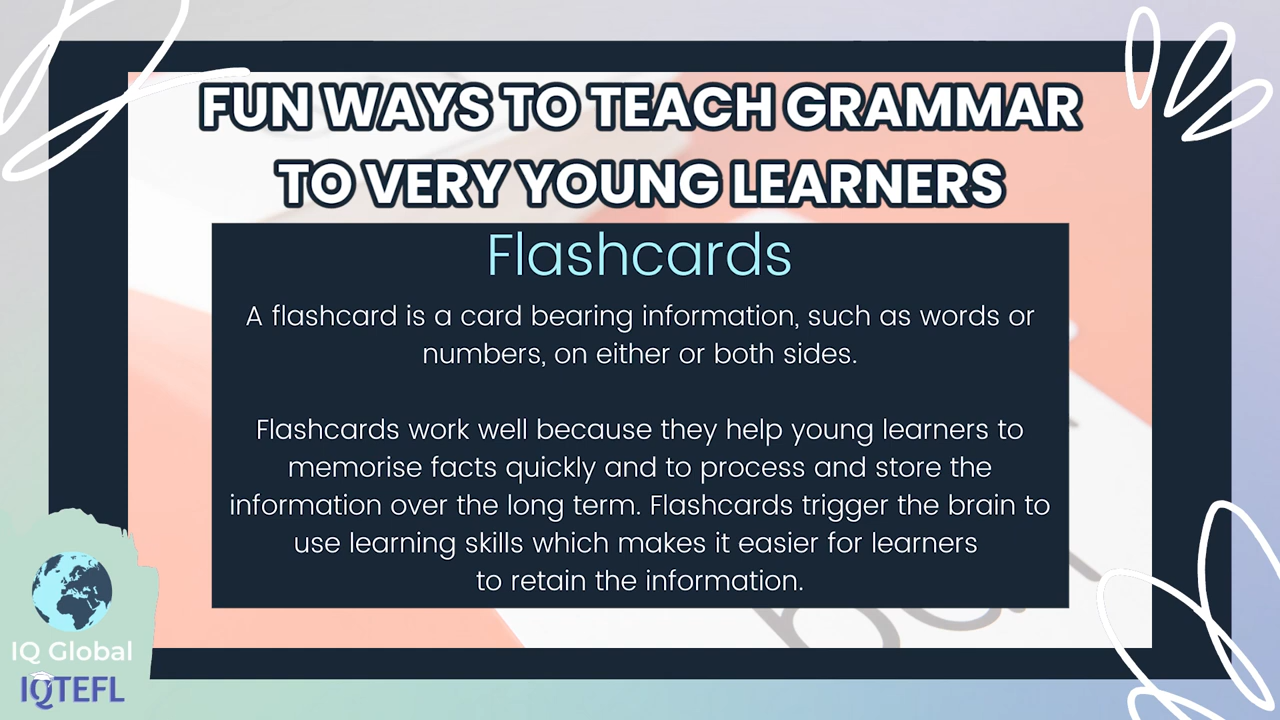 FUN WAYS TO TEACH GRAMMAR
TO VERY YOUNG LEARNERS
Flashcards
A flashcard is a card bearing information, such as words or
numbers, on either or both sides.
Flashcards work well because they help young learners to
memorise facts quickly and to process and store the
information over the long term. Flashcards trigger the brain to
use learning skills which makes it easier for learners
to retain the information.
IQ Global
IQTEFL